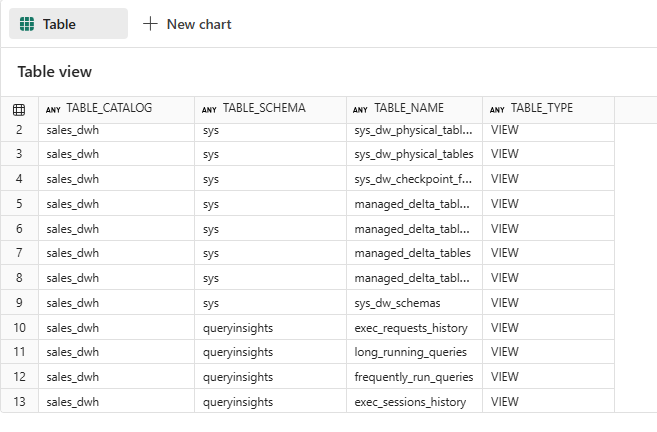 Table New chart
Table view
ANY TABLE_CATALOG ANY TABLE_SCHEMA ANY TABLE_NAME ANY TABLE_TYPE
2 sales_dwh sys sys_dw_physical_tabl... VIEW
3 sales_dwh sys sys_dw_physical_tables VIEW
4 sales_dwh sys sys_dw_checkpoint_f... VIEW
5 sales_dwh sys managed_delta_tabl... VIEW
6 sales_dwh sys managed_delta_tabl... VIEW
7 sales_dwh sys managed_delta_tables VIEW
8 sales_dwh sys managed_delta_tabl... VIEW
9 sales_dwh sys sys_dw_schemas VIEW
10 sales_dwh queryinsights exec_requests_history VIEW
11 sales_dwh queryinsights long_running_queries VIEW
12 sales_dwh queryinsights frequently_run_queries VIEW
13 sales_dwh queryinsights exec_sessions_history VIEW